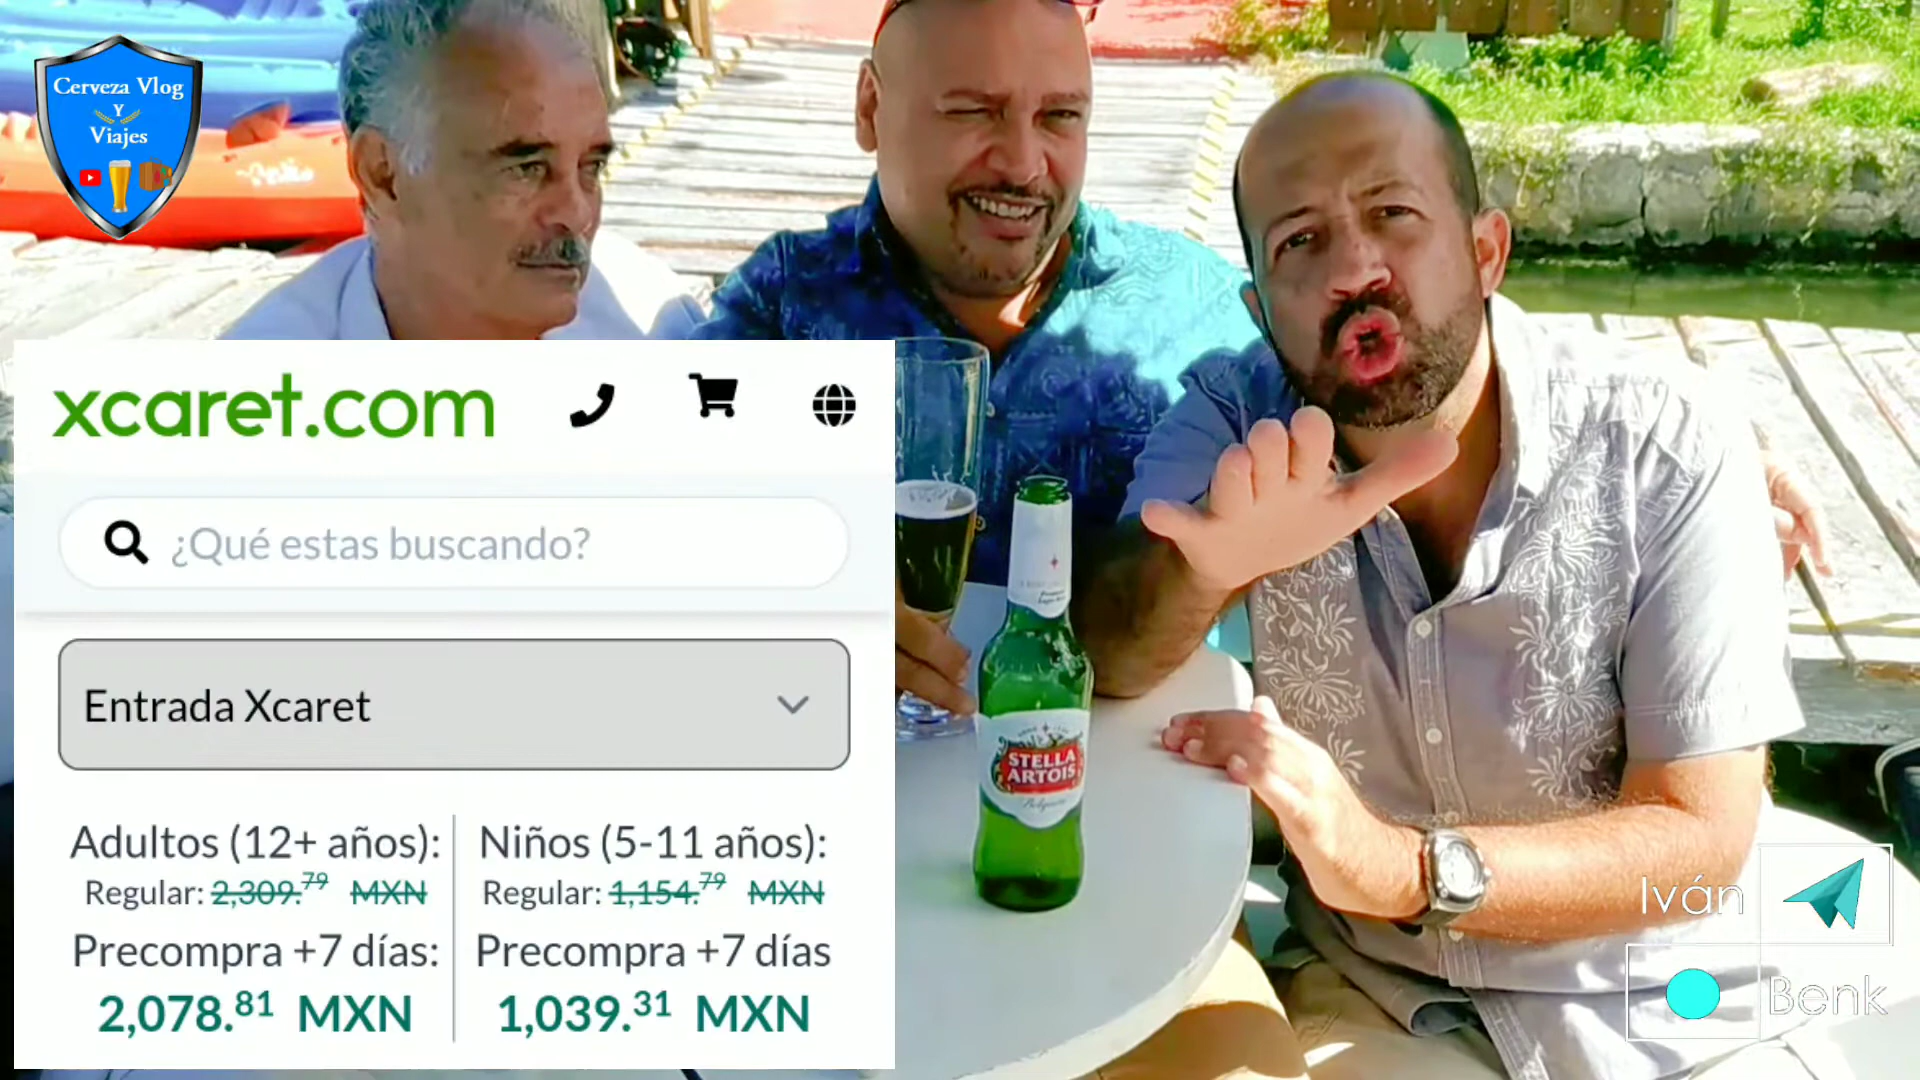 Cerveza Vlog
Y
Viajes
xcaret.com
¿Qué estas buscando?
Entrada Xcaret
Adultos (12+ años):
Regular: 2,309.79 MXN
Precompra +7 días:
2,078.81 MXN
Niños (5-11 años):
Regular: 1,154.79 MXN
Precompra +7 días
1,039.31 MXN
STELLA
ARTOIS
Iván
Benk